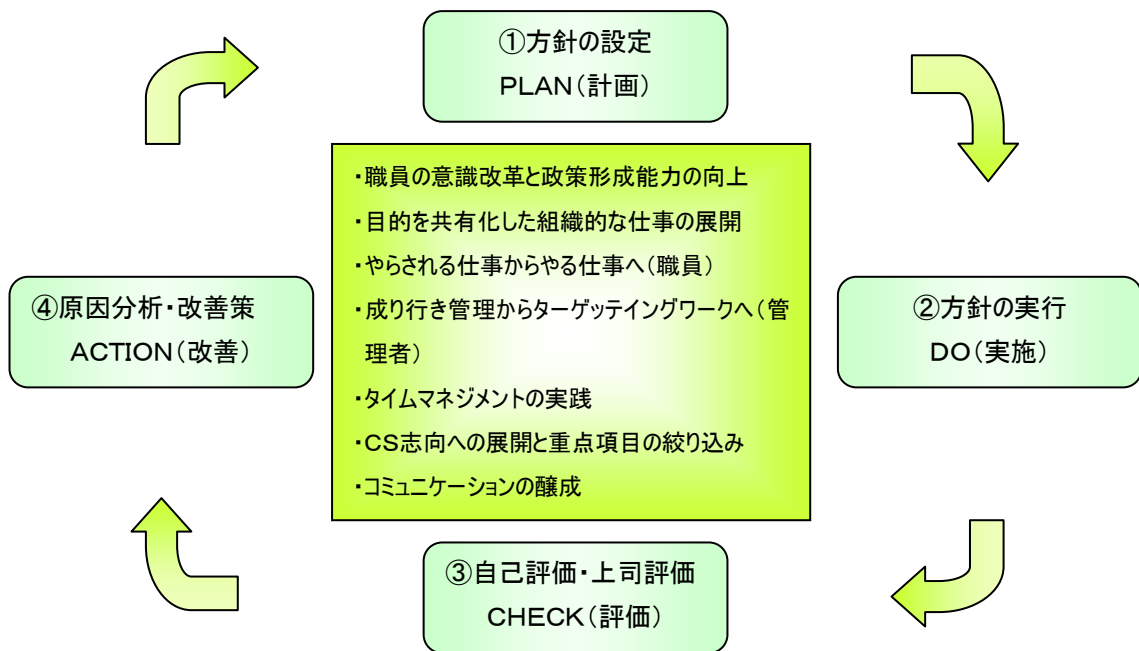 ①方針の設定
PLAN(計画)
・職員の意識改革と政策形成能力の向上
・目的を共有化した組織的な仕事の展開
・やらされる仕事からやる仕事へ(職員)
・成り行き管理からターゲッテイングワークへ(管
理者)
・タイムマネジメントの実践
・CS志向への展開と重点項目の絞り込み
・コミュニケーションの醸成
④原因分析・改善策
ACTION(改善)
②方針の実行
DO(実施)
③自己評価・上司評価
CHECK(評価)